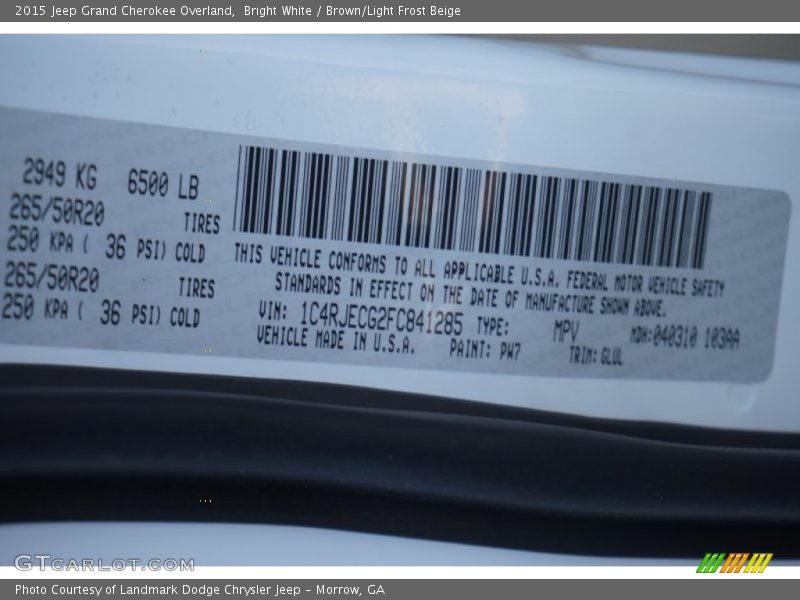 2015 Jeep Grand Cherokee Overland, Bright White / Brown/Light Frost Beige
2949 KG 6500 LB
265/50R20 TIRES
250 KPA ( 36 PSI) COLD
265/50R20 TIRES
250 KPA ( 36 PSI) COLD
THIS VEHICLE CONFORMS TO ALL APPLICABLE U.S.A. FEDERAL MOTOR VEHICLE SAFETY
STANDARDS IN EFFECT ON THE DATE OF MANUFACTURE SHOWN ABOVE.
VIN: 1C4RJECG2FC841285 TYPE: MPV MDH:040310 103AA
VEHICLE MADE IN U.S.A. PAINT: PW7 TRIM: GLUL
GTCARLOT.COM
Photo Courtesy of Landmark Dodge Chrysler Jeep – Morrow, GA